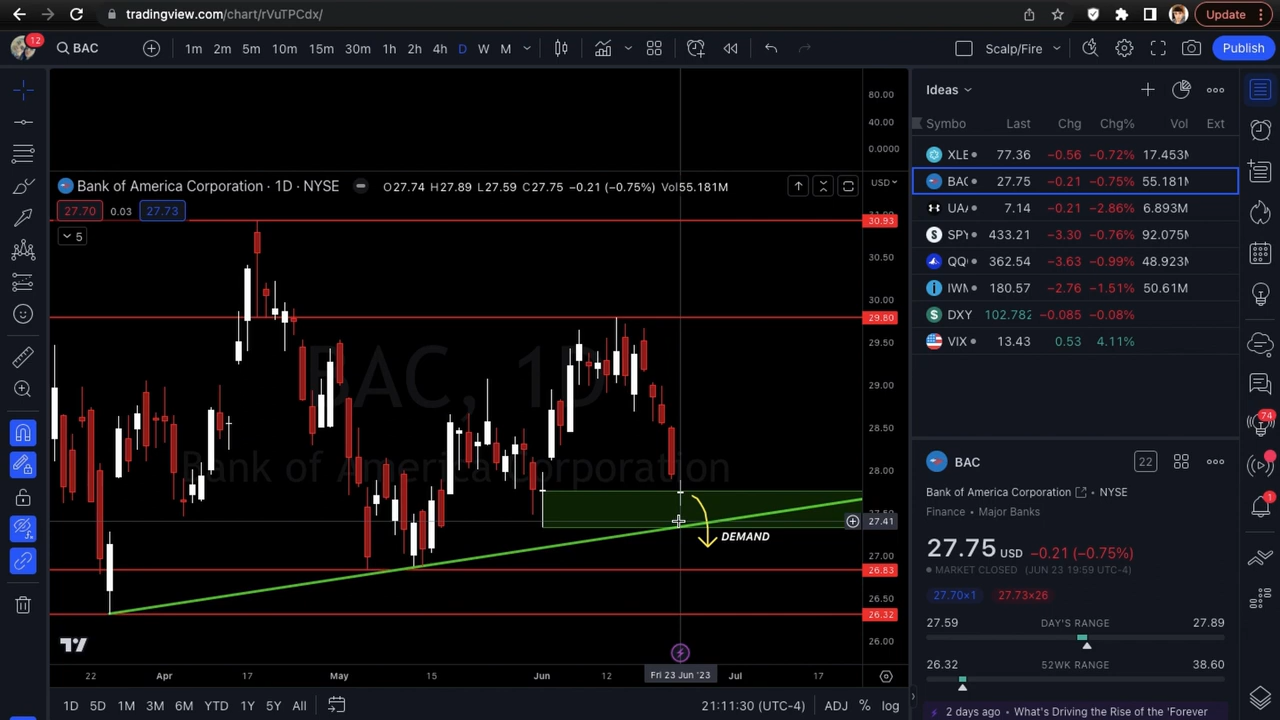 tradingview.com/chart/rVuTPCdx/
Update
12
BAC
1m 2m 5m 10m 15m 30m 1h 2h 4h D W M
Scalp/Fire
Publish
80.00
40.00
0.0000
Bank of America Corporation · 1D · NYSE
O27.74 H27.89 L27.59 C27.75 −0.21 (−0.75%) Vol55.181M
USD
27.70 0.03 27.73
5
30.93
30.50
30.00
29.80
29.50
29.00
28.50
28.00
27.41
27.00
26.83
26.50
26.32
26.00
BAC, 1D
Bank of America Corporation
DEMAND
22 Apr 17 May 15 Jun 12 Fri 23 Jun '23 Jul 17
1D 5D 1M 3M 6M YTD 1Y 5Y All
21:11:30 (UTC-4) ADJ % log
Ideas
Symbo Last Chg Chg% Vol Ext
XLE 77.36 −0.56 −0.72% 17.453M
BAC 27.75 −0.21 −0.75% 55.181M
UA 7.14 −0.21 −2.86% 6.893M
SPY 433.21 −3.30 −0.76% 92.075M
QQ 362.54 −3.63 −0.99% 48.923M
IWM 180.57 −2.76 −1.51% 50.61M
DXY 102.782 −0.085 −0.08%
VIX 13.43 0.53 4.11%
BAC
22
Bank of America Corporation NYSE
Finance • Major Banks
27.75 USD −0.21 (−0.75%)
MARKET CLOSED (JUN 23 19:59 UTC-4)
27.70×1 27.73×26
27.59 DAY'S RANGE 27.89
26.32 52WK RANGE 38.60
2 days ago • What's Driving the Rise of the 'Forever
74
1